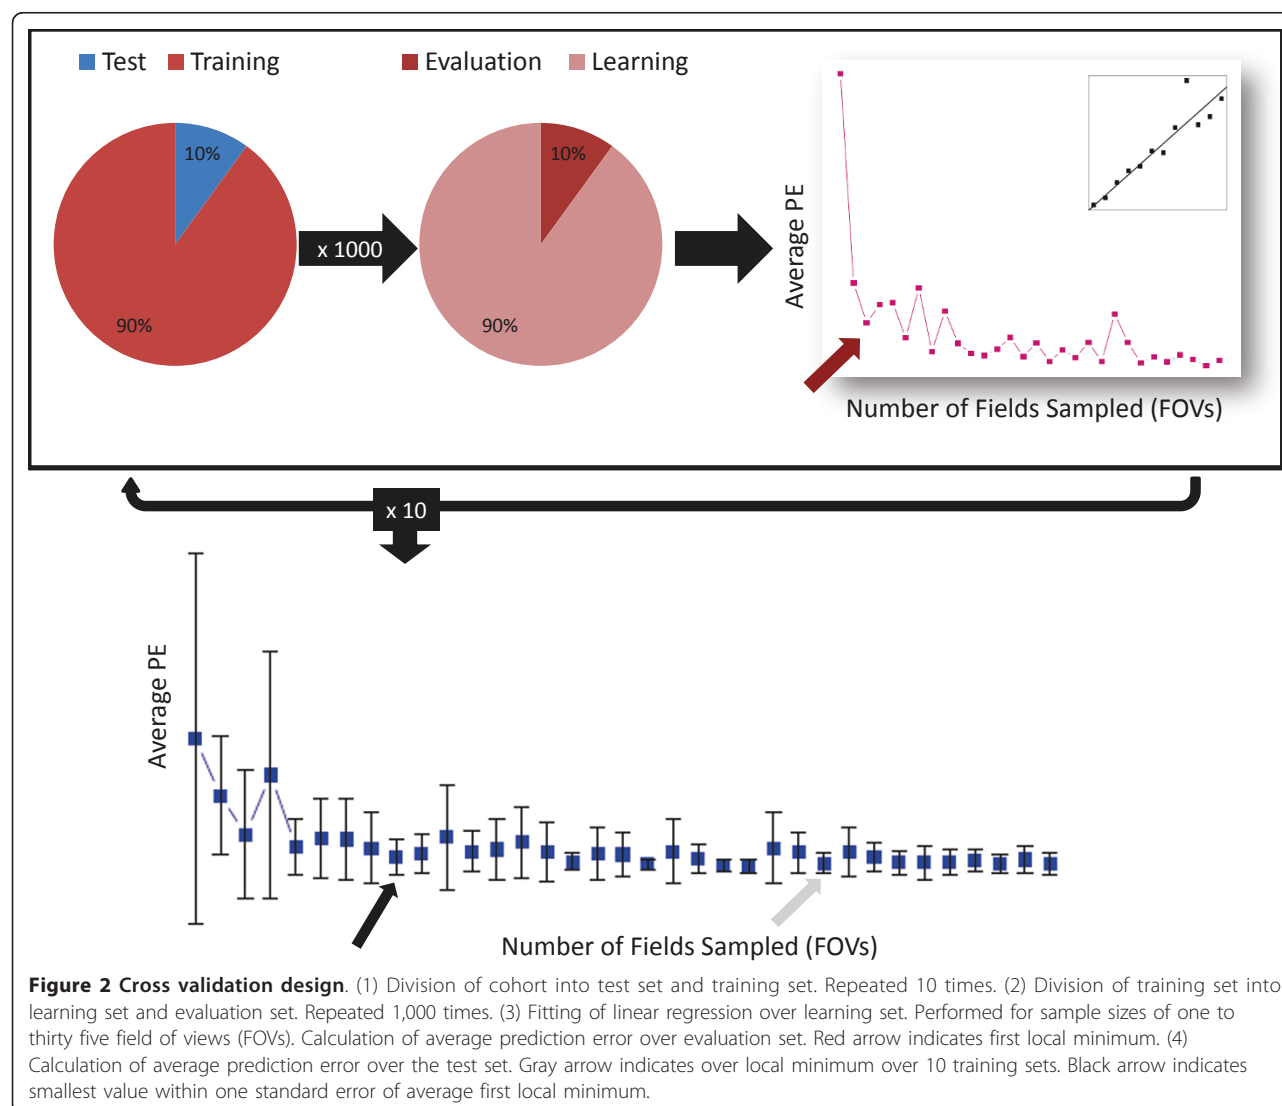 Test Training Evaluation Learning
10% 10%
x 1000
90% 90%
Average PE
Number of Fields Sampled (FOVs)
x 10
Average PE
Number of Fields Sampled (FOVs)
Figure 2 Cross validation design. (1) Division of cohort into test set and training set. Repeated 10 times. (2) Division of training set into
learning set and evaluation set. Repeated 1,000 times. (3) Fitting of linear regression over learning set. Performed for sample sizes of one to
thirty five field of views (FOVs). Calculation of average prediction error over evaluation set. Red arrow indicates first local minimum. (4)
Calculation of average prediction error over the test set. Gray arrow indicates over local minimum over 10 training sets. Black arrow indicates
smallest value within one standard error of average first local minimum.